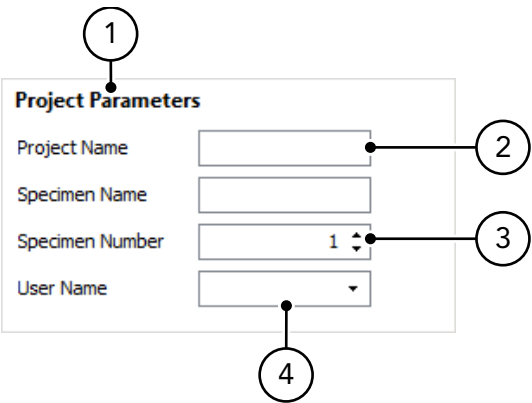 1
Project Parameters
Project Name
2
Specimen Name
Specimen Number 1
3
User Name
4